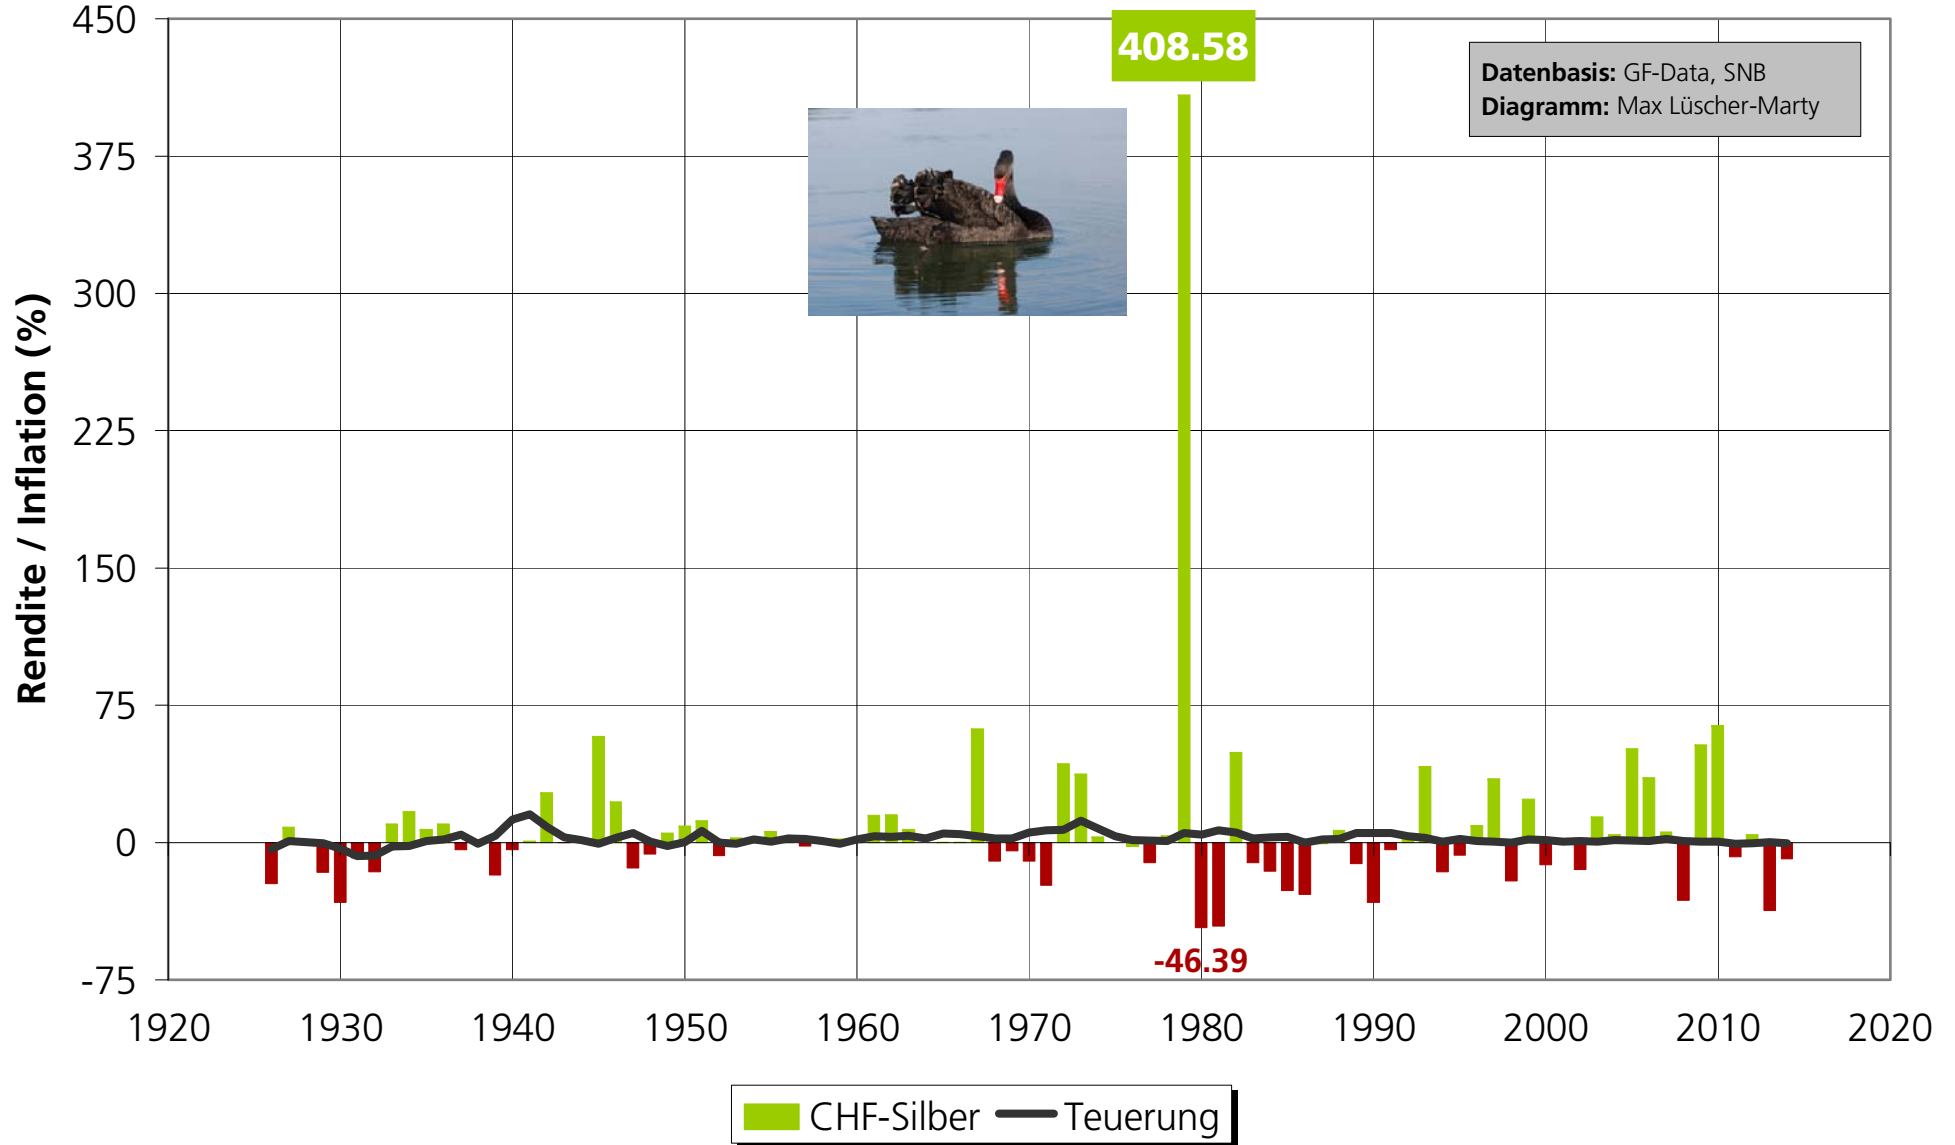 450
408.58
Datenbasis: GF-Data, SNB
Diagramm: Max Lüscher-Marty
375
300
225
150
75
0
-75
Rendite / Inflation (%)
-46.39
1920 1930 1940 1950 1960 1970 1980 1990 2000 2010 2020
CHF-Silber Teuerung